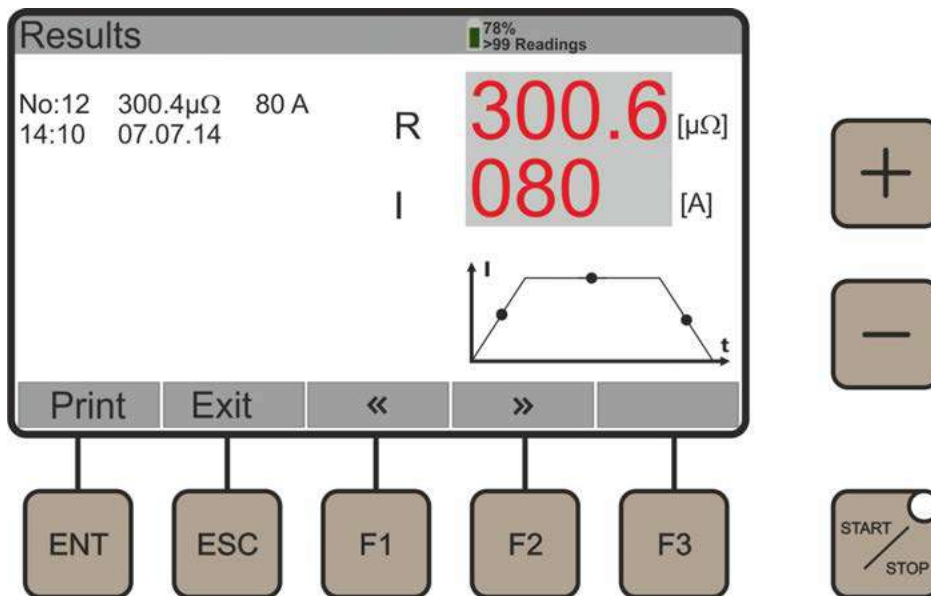 Results
78%
>99 Readings
No:12 300.4µΩ 80 A
14:10 07.07.14
R 300.6 [µΩ]
I 080 [A]
I
t
Print Exit « »
+
−
ENT ESC F1 F2 F3
START
STOP